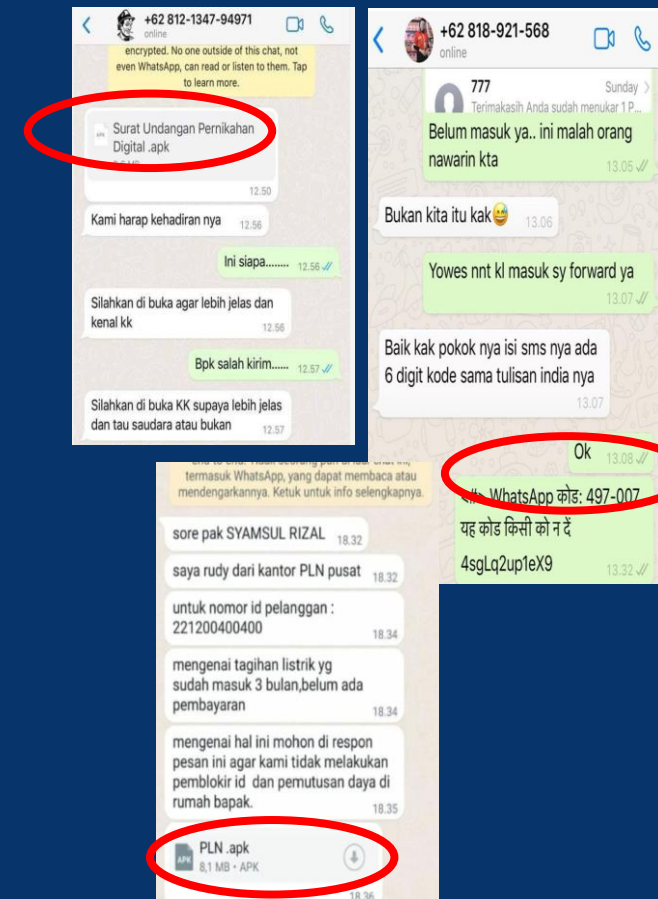 +62 812-1347-94971
online
encrypted. No one outside of this chat, not
even WhatsApp, can read or listen to them. Tap
to learn more.
Surat Undangan Pernikahan
Digital .apk
12.50
Kami harap kehadiran nya 12.56
Ini siapa........ 12.56
Silahkan di buka agar lebih jelas dan
kenal kk
12.56
Bpk salah kirim...... 12.57
Silahkan di buka KK supaya lebih jelas
dan tau saudara atau bukan 12.57
+62 818-921-568
online
777 Sunday
Terimakasih Anda sudah menukar 1 P...
Belum masuk ya.. ini malah orang
nawarin kta
13.05
Bukan kita itu kak😅 13.06
Yowes nnt kl masuk sy forward ya
13.07
Baik kak pokok nya isi sms nya ada
6 digit kode sama tulisan india nya
13.07
Ok 13.08
<#> WhatsApp कोड: 497-007
यह कोड किसी को न दें
4sgLq2up1eX9 13.32
termasuk WhatsApp, yang dapat membaca atau
mendengarkannya. Ketuk untuk info selengkapnya.
sore pak SYAMSUL RIZAL 18.32
saya rudy dari kantor PLN pusat 18.32
untuk nomor id pelanggan :
221200400400 18.34
mengenai tagihan listrik yg
sudah masuk 3 bulan,belum ada
pembayaran 18.34
mengenai hal ini mohon di respon
pesan ini agar kami tidak melakukan
pemblokir id dan pemutusan daya di
rumah bapak. 18.35
APK
PLN .apk
8,1 MB • APK
18.36